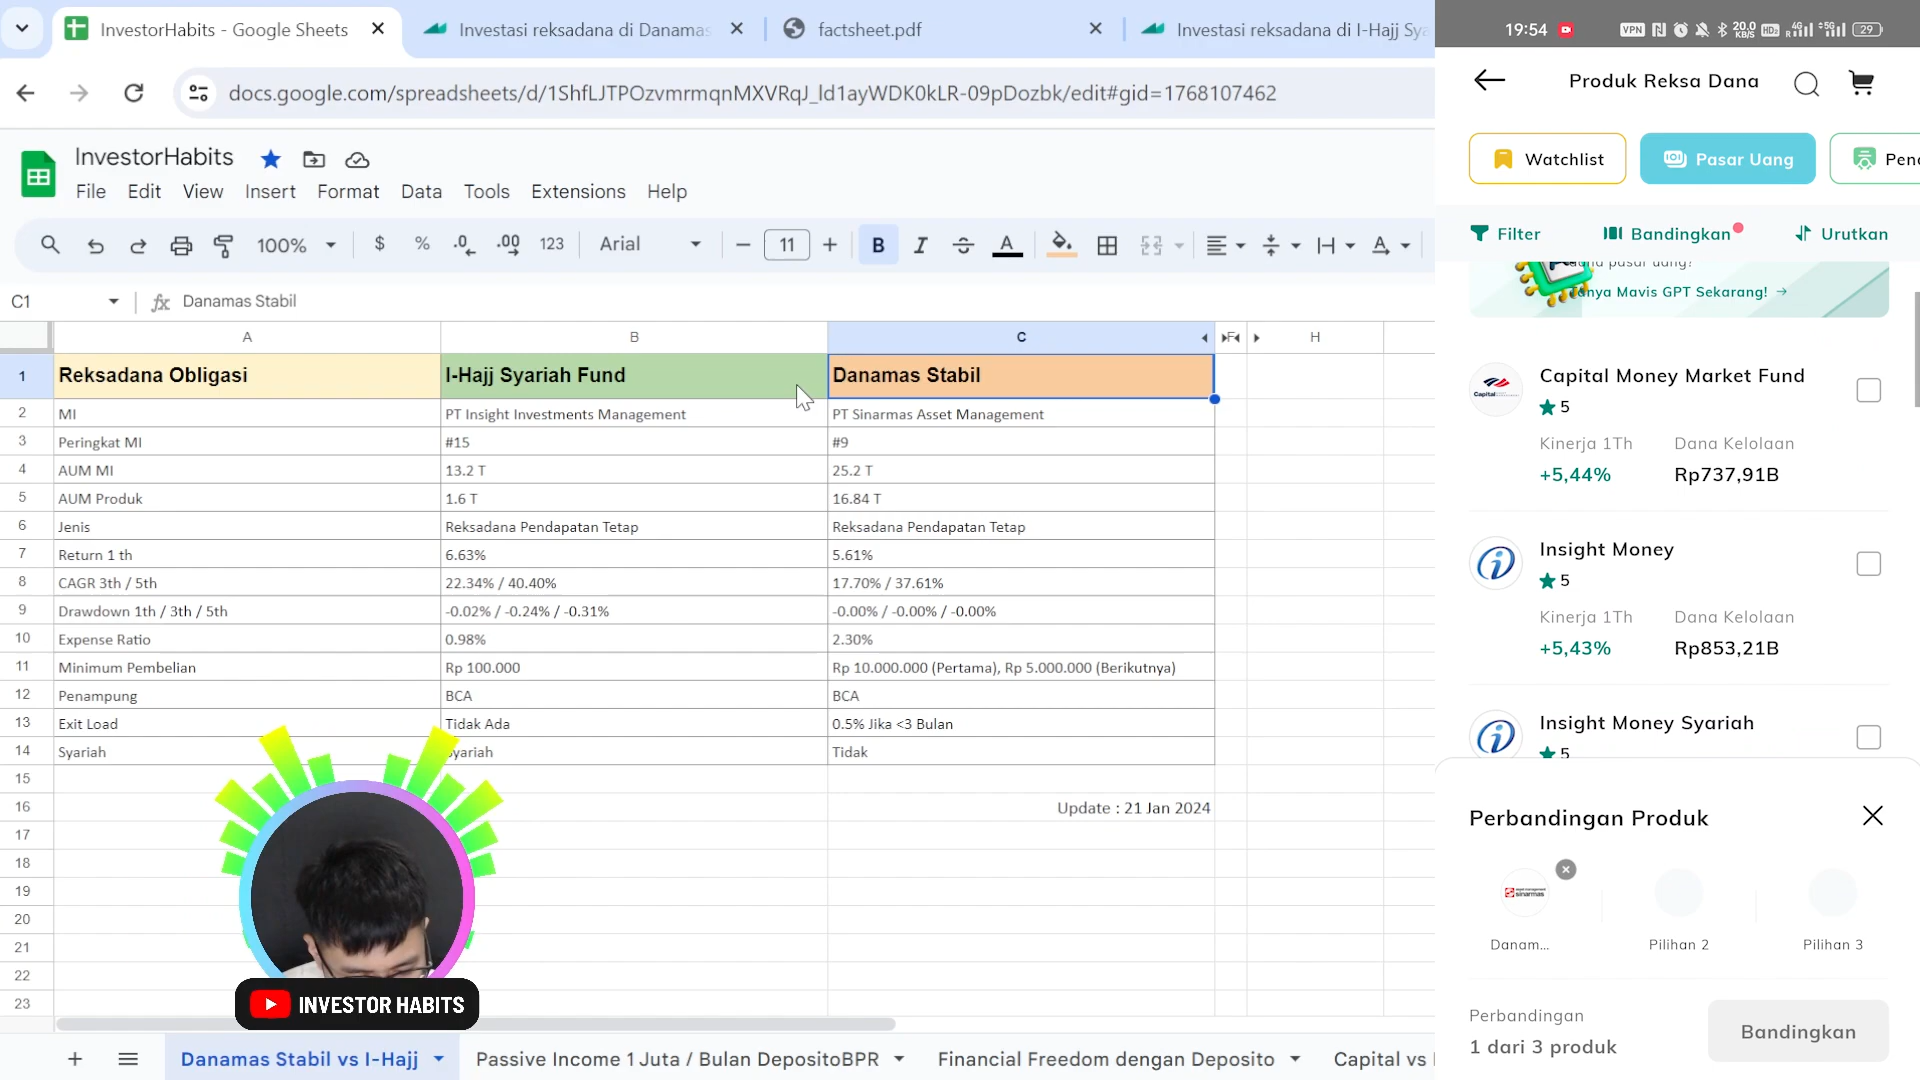 InvestorHabits - Google Sheets
Investasi reksadana di Danamas
factsheet.pdf
Investasi reksadana di I-Hajj Sya
docs.google.com/spreadsheets/d/1ShfLJTPOzvmrmqnMXVRqJ_ld1ayWDK0kLR-09pDozbk/edit#gid=1768107462
InvestorHabits
File Edit View Insert Format Data Tools Extensions Help
100% $ % .0 .00 123 Arial 11 B I A
C1 fx Danamas Stabil
A B C F H
1 Reksadana Obligasi I-Hajj Syariah Fund Danamas Stabil
2 MI PT Insight Investments Management PT Sinarmas Asset Management
3 Peringkat MI #15 #9
4 AUM MI 13.2 T 25.2 T
5 AUM Produk 1.6 T 16.84 T
6 Jenis Reksadana Pendapatan Tetap Reksadana Pendapatan Tetap
7 Return 1 th 6.63% 5.61%
8 CAGR 3th / 5th 22.34% / 40.40% 17.70% / 37.61%
9 Drawdown 1th / 3th / 5th -0.02% / -0.24% / -0.31% -0.00% / -0.00% / -0.00%
10 Expense Ratio 0.98% 2.30%
11 Minimum Pembelian Rp 100.000 Rp 10.000.000 (Pertama), Rp 5.000.000 (Berikutnya)
12 Penampung BCA BCA
13 Exit Load Tidak Ada 0.5% Jika <3 Bulan
14 Syariah Syariah Tidak
15
16 Update : 21 Jan 2024
17
18
19
20
21
22
23
INVESTOR HABITS
Danamas Stabil vs I-Hajj Passive Income 1 Juta / Bulan DepositoBPR Financial Freedom dengan Deposito Capital vs
19:54 VPN 20.0 KB/S HD2 4G 5G 29
Produk Reksa Dana
Watchlist Pasar Uang Pen
Filter Bandingkan Urutkan
dana pasar uang?
Tanya Mavis GPT Sekarang! →
Capital Money Market Fund
Capital
5
Kinerja 1Th Dana Kelolaan
+5,44% Rp737,91B
Insight Money
5
Kinerja 1Th Dana Kelolaan
+5,43% Rp853,21B
Insight Money Syariah
5
Perbandingan Produk
sinarmas
Danam... Pilihan 2 Pilihan 3
Perbandingan
1 dari 3 produk
Bandingkan